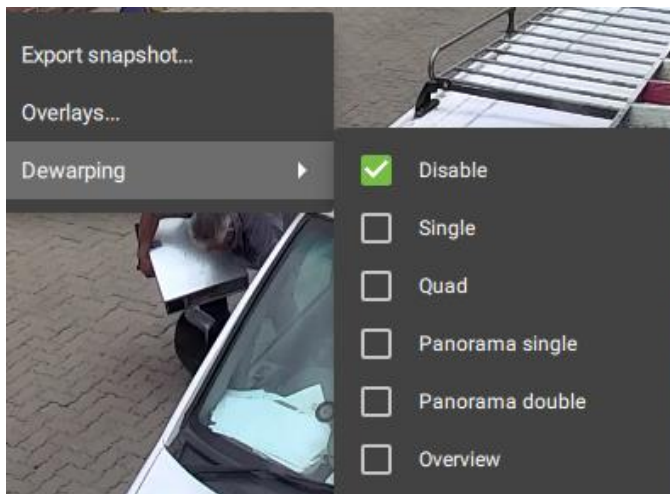 Export snapshot...
Overlays...
Dewarping
Disable
Single
Quad
Panorama single
Panorama double
Overview